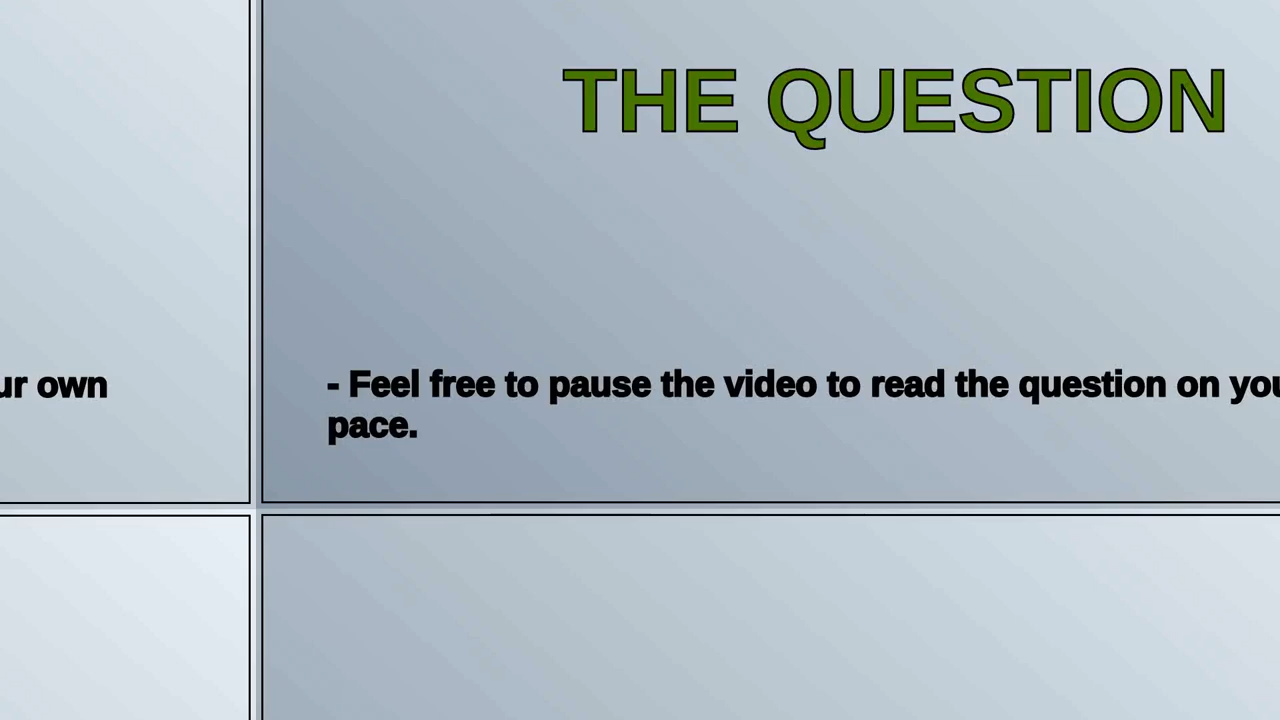 THE QUESTION
ur own
- Feel free to pause the video to read the question on you
pace.